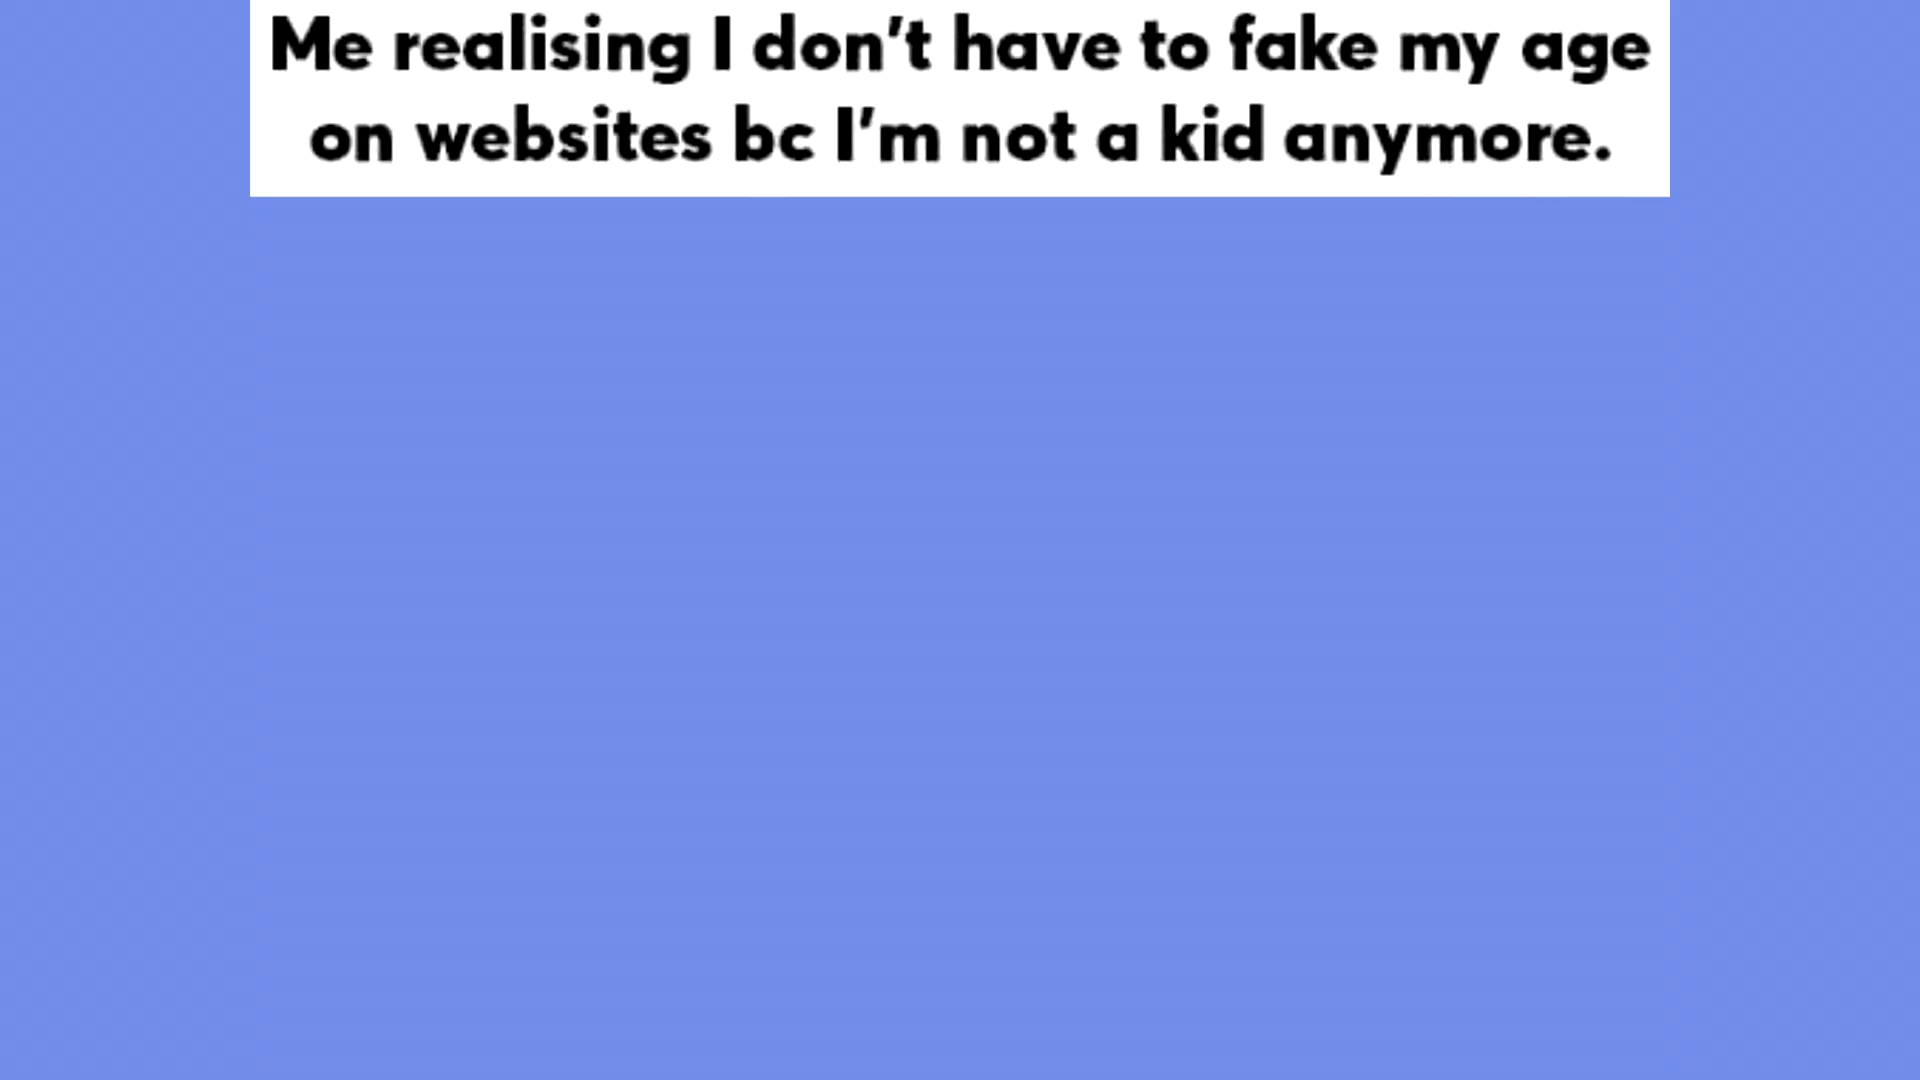 Me realising I don’t have to fake my age
on websites bc I’m not a kid anymore.